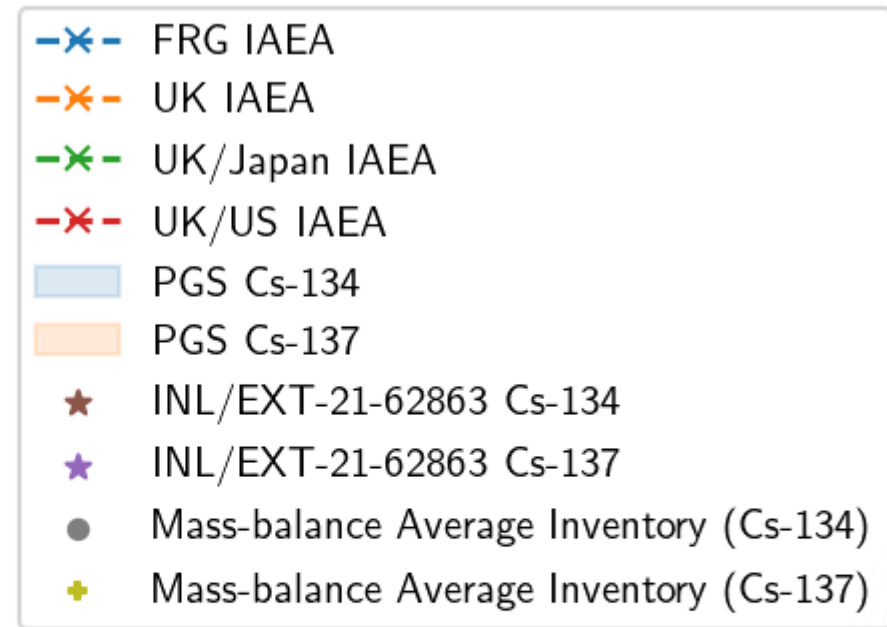 FRG IAEA
UK IAEA
UK/Japan IAEA
UK/US IAEA
PGS Cs-134
PGS Cs-137
INL/EXT-21-62863 Cs-134
INL/EXT-21-62863 Cs-137
Mass-balance Average Inventory (Cs-134)
Mass-balance Average Inventory (Cs-137)